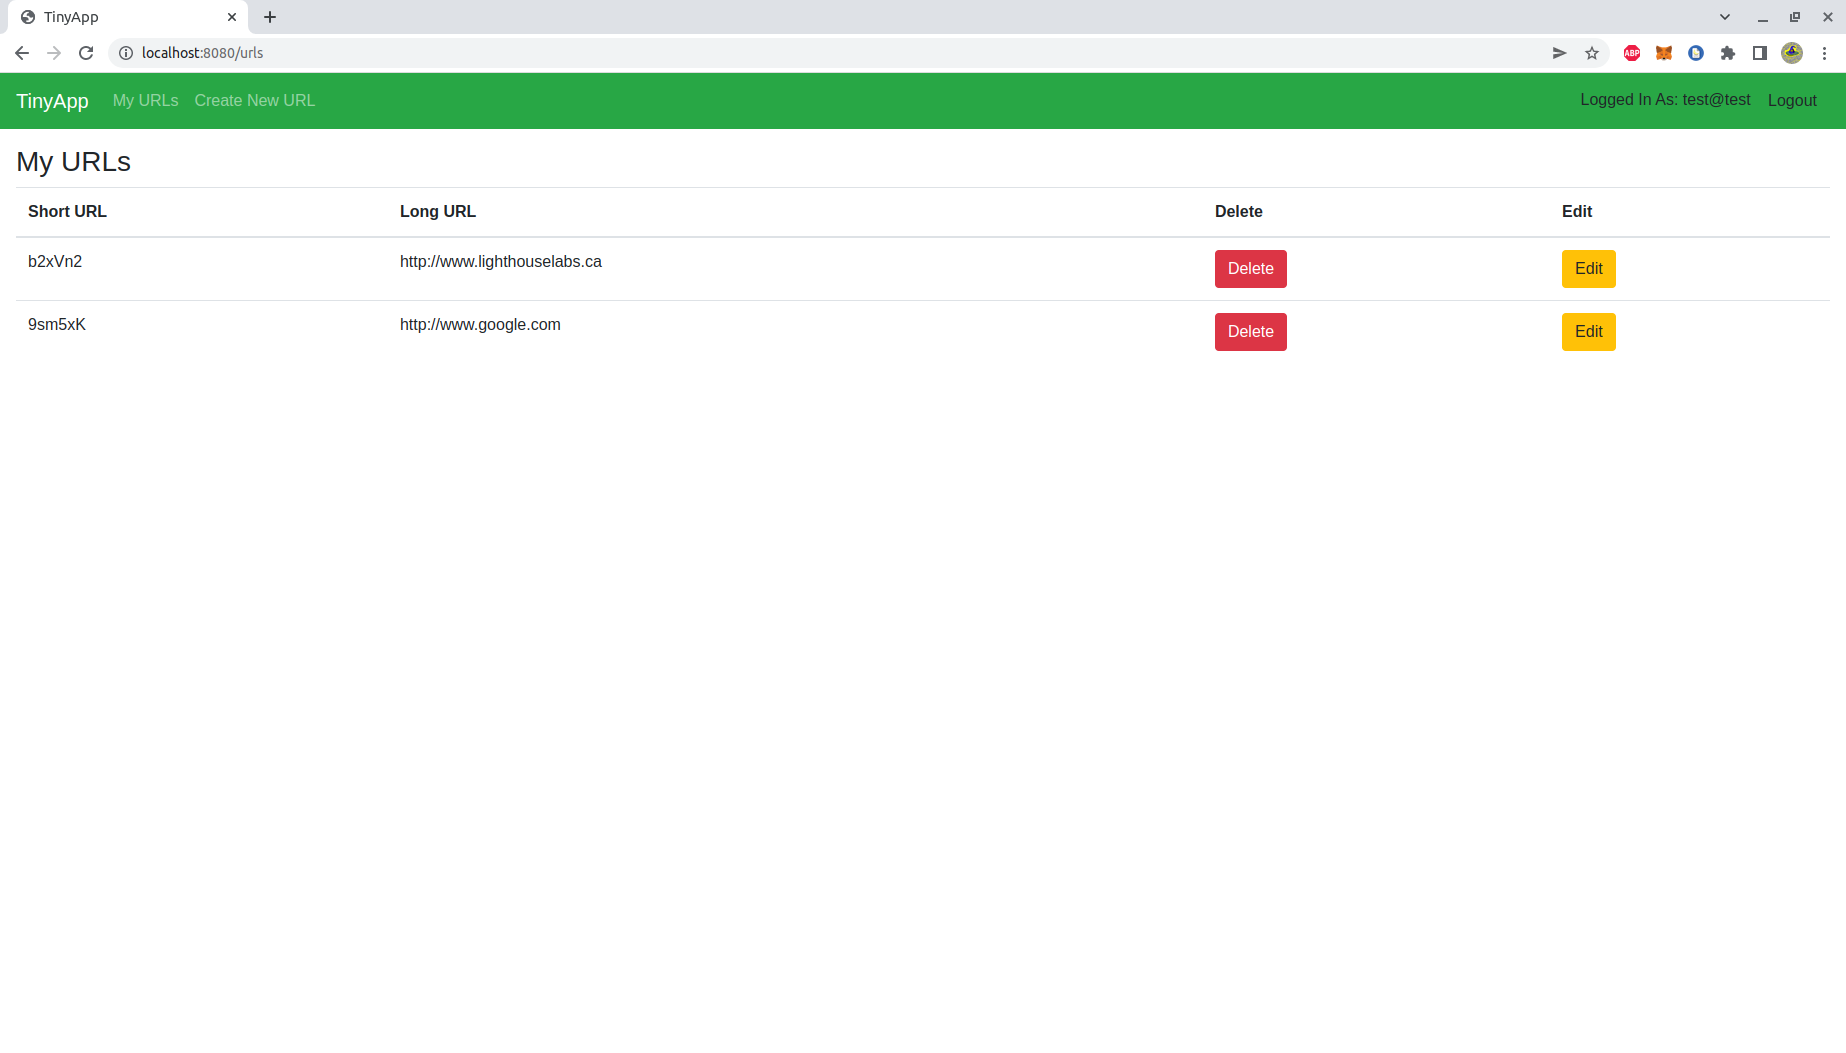 TinyApp
localhost:8080/urls
ABP
TinyApp My URLs Create New URL Logged In As: test@test Logout
My URLs
Short URL Long URL Delete Edit
b2xVn2 http://www.lighthouselabs.ca Delete Edit
9sm5xK http://www.google.com Delete Edit